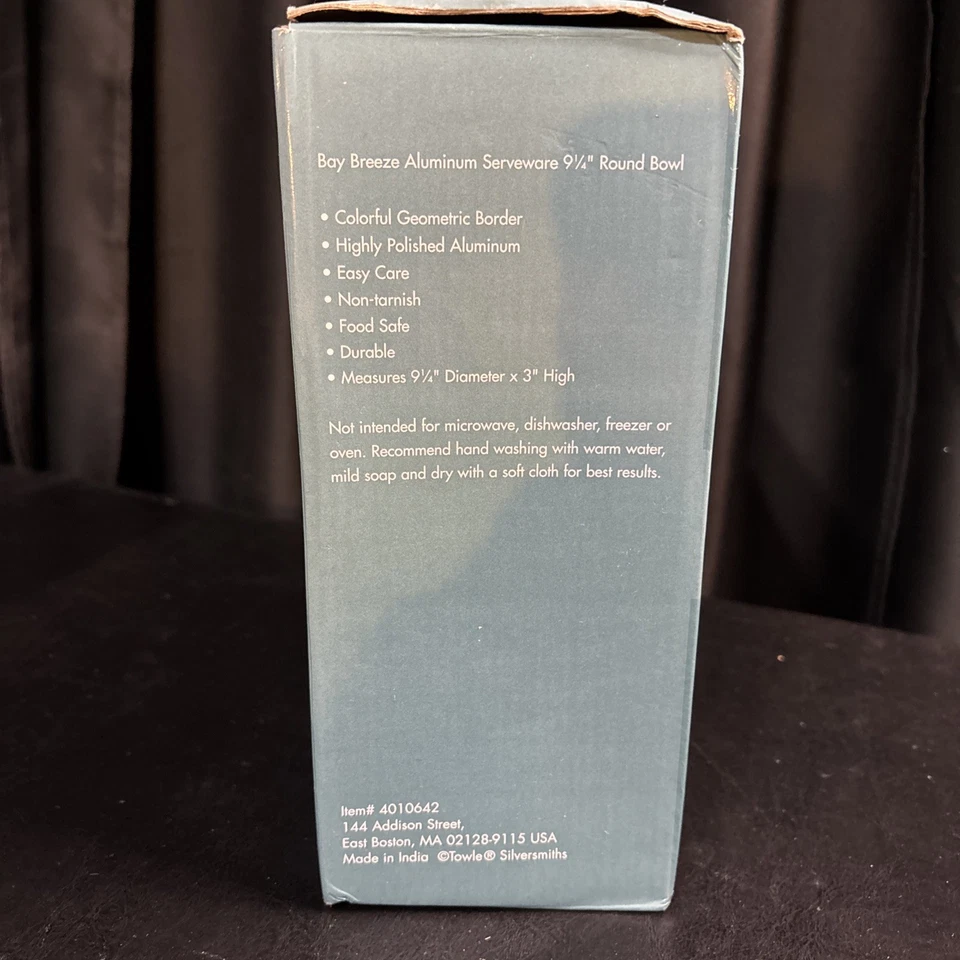 Bay Breeze Aluminum Serveware 9¼" Round Bowl
• Colorful Geometric Border
• Highly Polished Aluminum
• Easy Care
• Non-tarnish
• Food Safe
• Durable
• Measures 9¼" Diameter x 3" High
Not intended for microwave, dishwasher, freezer or
oven. Recommend hand washing with warm water,
mild soap and dry with a soft cloth for best results.
Item# 4010642
144 Addison Street,
East Boston, MA 02128-9115 USA
Made in India ©Towle® Silversmiths